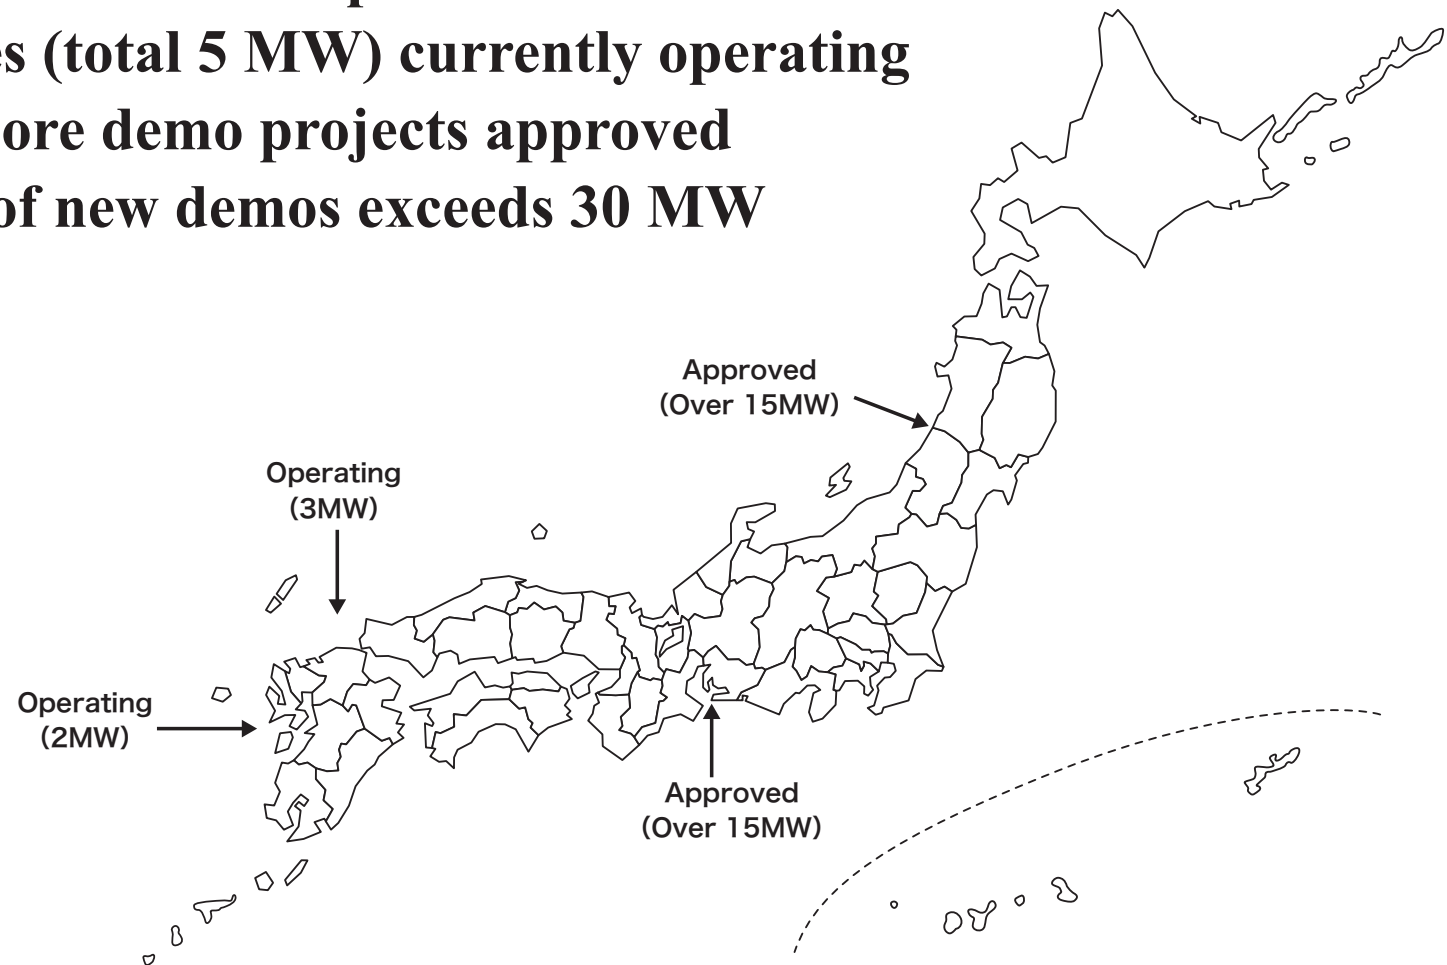 es (total 5 MW) currently operating
ore demo projects approved
of new demos exceeds 30 MW
Approved
(Over 15MW)
Operating
(3MW)
Operating
(2MW)
Approved
(Over 15MW)